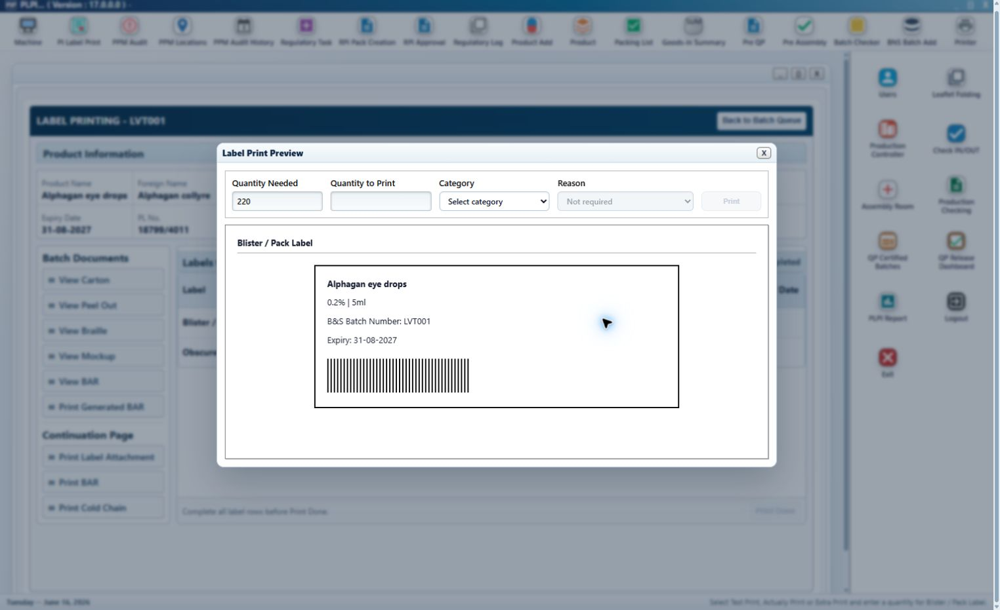 PLPI... ( Version : 17.0.0.0 ) -
Machine
PI Label Print
PPM Audit
PPM Locations
PPM Audit History
Regulatory Task
RPI Pack Creation
RPI Approval
Regulatory Log
Product Add
Product
Packing List
Goods in Summary
Pre QP
Pre Assembly
Batch Checker
BNS Batch Add
Printer
LABEL PRINTING - LVT001
Back to Batch Queue
Product Information
Product Name
Alphagan eye drops
Foreign Name
Alphagan collyre
Expiry Date
31-08-2027
PL No.
18799/4011
Batch Documents
View Carton
View Peel Out
View Braille
View Mockup
View BAR
Print Generated BAR
Continuation Page
Print Label Attachment
Print BAR
Print Cold Chain
Labels
Label
Date
Blister /
Complete all label rows before Print Done.
Print Done
Label Print Preview
X
Quantity Needed
Quantity to Print
Category
Reason
220
Select category
Not required
Print
Blister / Pack Label
Alphagan eye drops
0.2% | 5ml
B&S Batch Number: LVT001
Expiry: 31-08-2027
Users
Leaflet Folding
Production
Controller
Check IN/OUT
Assembly Room
Production
Checking
QP Certified
Batches
QP Release
Dashboard
PLPI Report
Logout
Exit
Tuesday -- June 16, 2026
Select Test Print, Actually Print or Extra Print and enter a quantity for Blister / Pack Label.